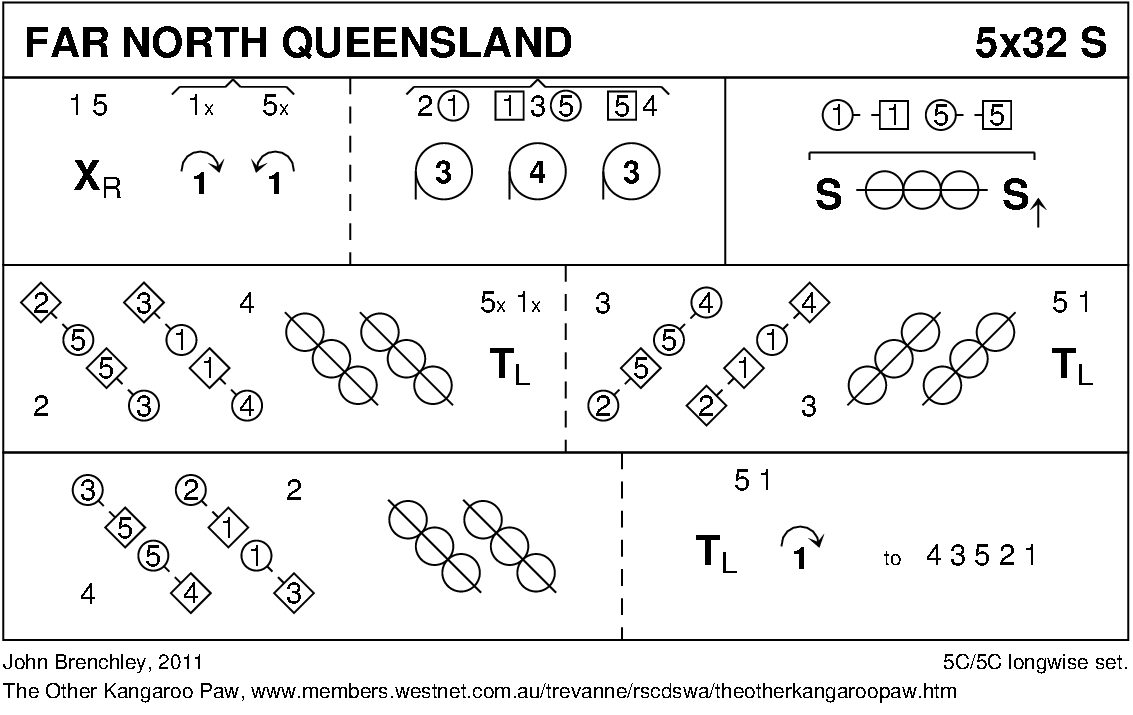 FAR NORTH QUEENSLAND 5x32 S
1 5 1x 5x 2 1 1 3 5 5 4 1 1 5 5
XR 1 1 3 4 3 S S
2 3 4 5x 1x 3 4 4 5 1
5 1 5 1
5 1 TL 5 1 TL
2 3 4 2 2 3
3 2 2 5 1
5 1 TL 1 to 4 3 5 2 1
5 1
4 4 3
John Brenchley, 2011 5C/5C longwise set.
The Other Kangaroo Paw, www.members.westnet.com.au/trevanne/rscdswa/theotherkangaroopaw.htm